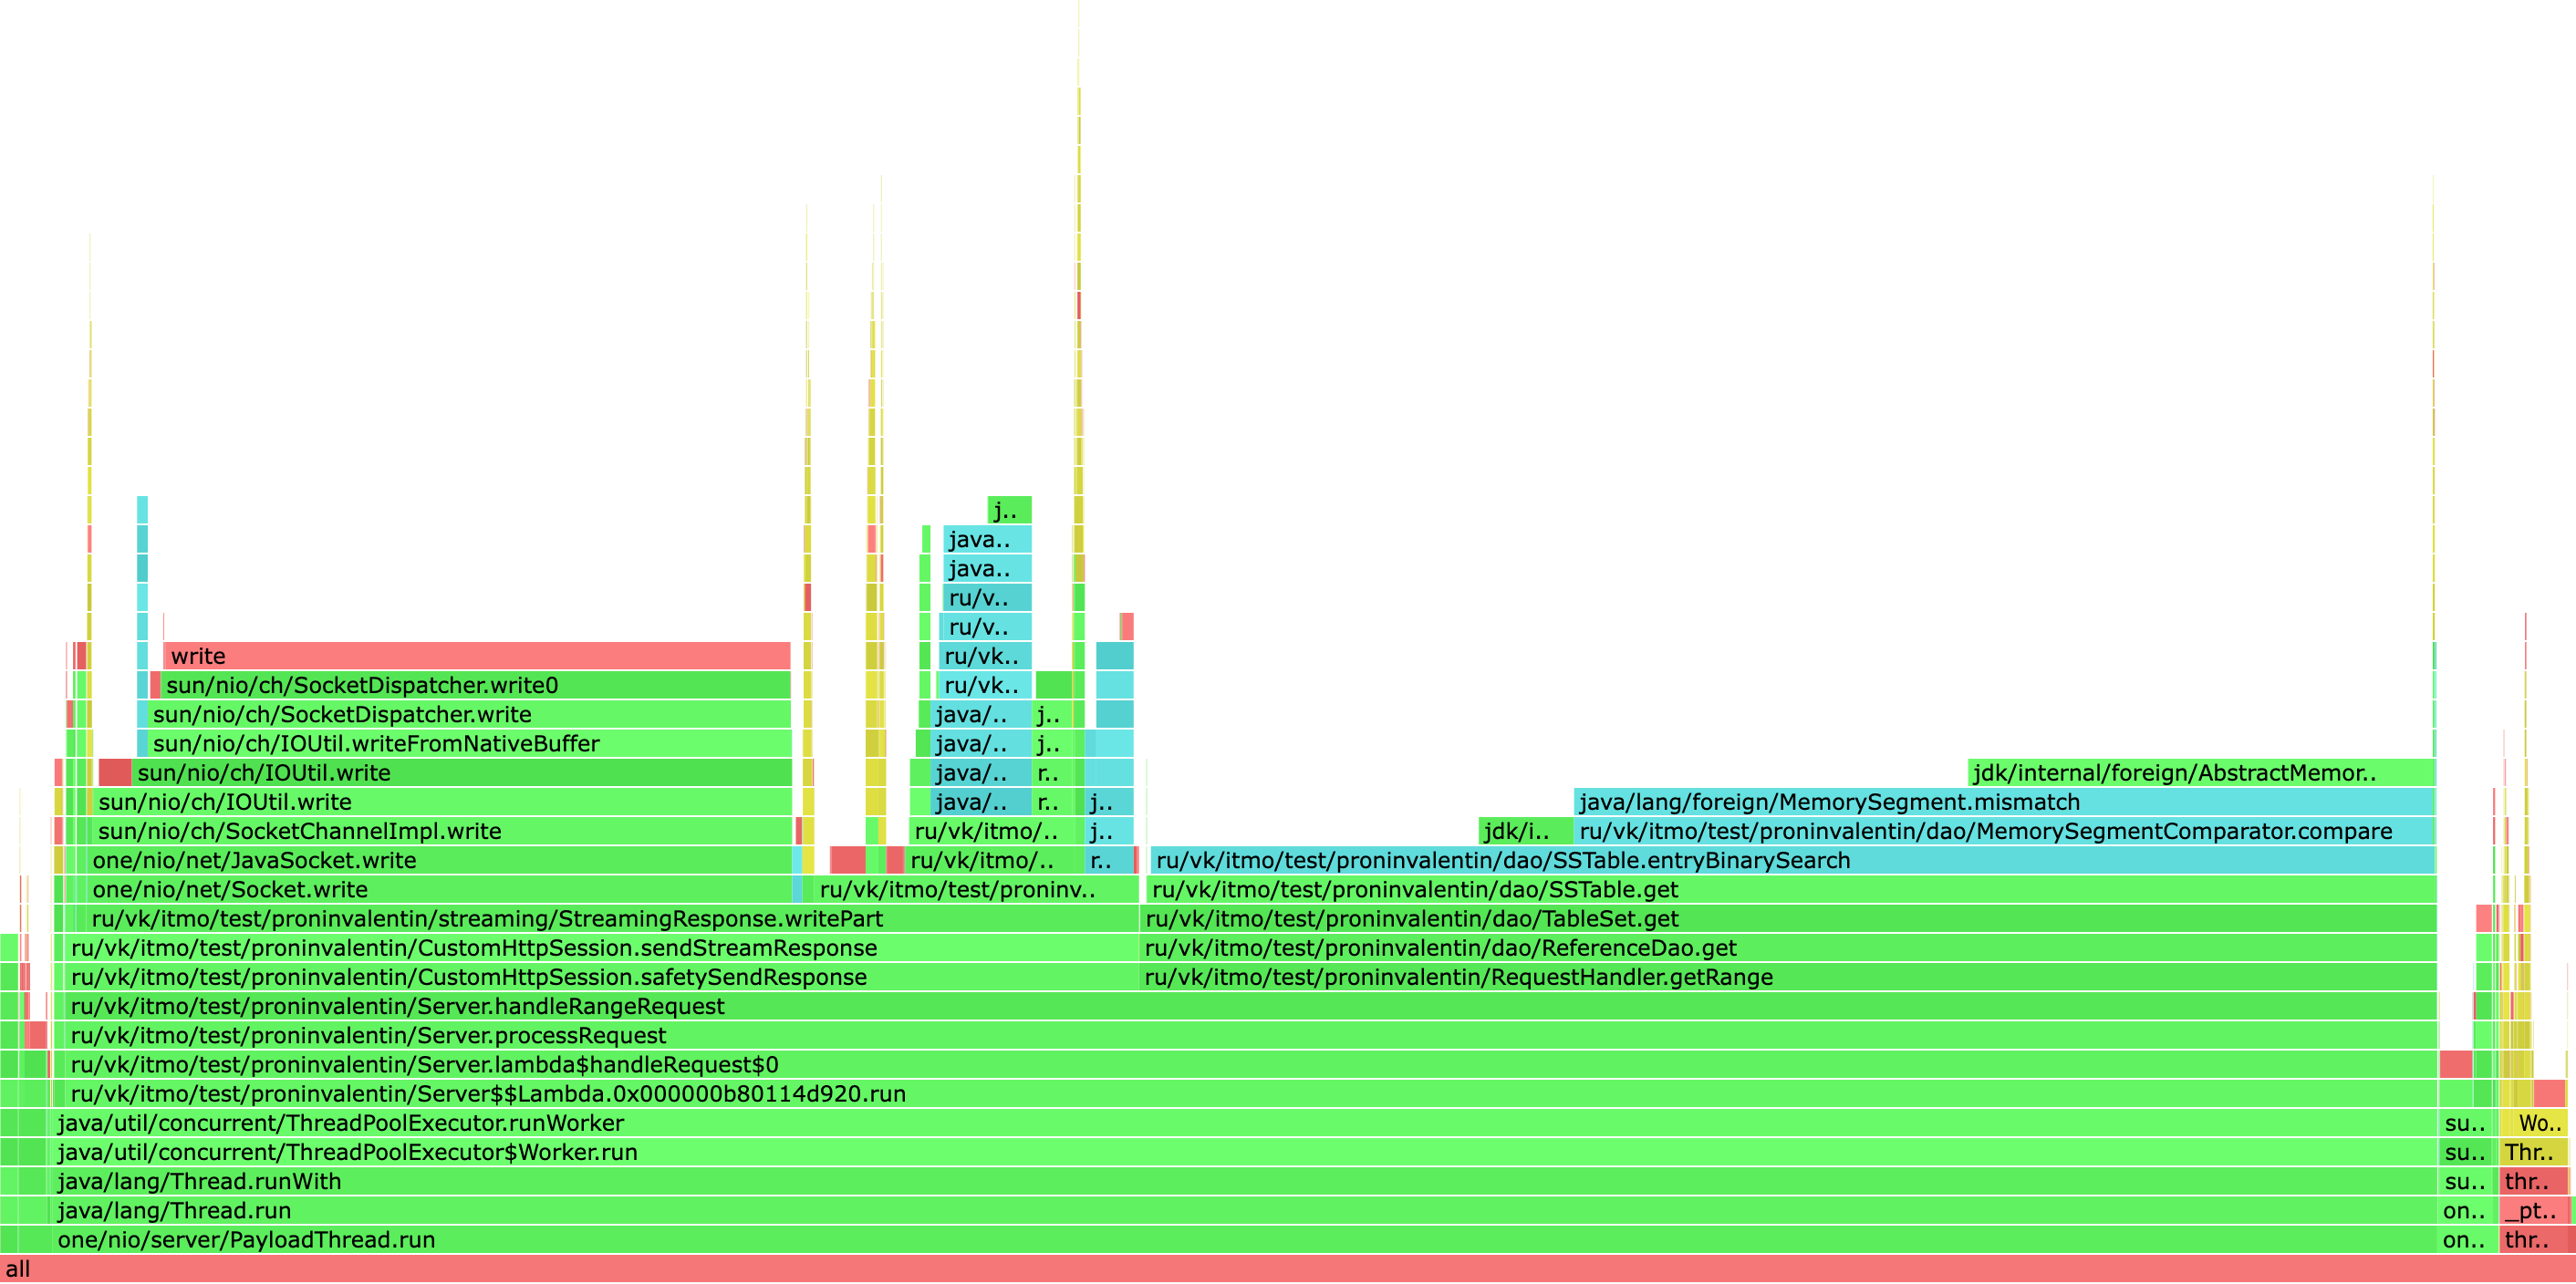 j..
java..
java..
ru/v..
ru/v..
write ru/vk..
sun/nio/ch/SocketDispatcher.write0 ru/vk..
sun/nio/ch/SocketDispatcher.write java/.. j..
sun/nio/ch/IOUtil.writeFromNativeBuffer java/.. j..
sun/nio/ch/IOUtil.write java/.. r.. jdk/internal/foreign/AbstractMemor..
sun/nio/ch/IOUtil.write java/.. r.. j.. java/lang/foreign/MemorySegment.mismatch
sun/nio/ch/SocketChannelImpl.write ru/vk/itmo/.. j.. jdk/i.. ru/vk/itmo/test/proninvalentin/dao/MemorySegmentComparator.compare
one/nio/net/JavaSocket.write ru/vk/itmo/.. r.. ru/vk/itmo/test/proninvalentin/dao/SSTable.entryBinarySearch
one/nio/net/Socket.write ru/vk/itmo/test/proninv.. ru/vk/itmo/test/proninvalentin/dao/SSTable.get
ru/vk/itmo/test/proninvalentin/streaming/StreamingResponse.writePart ru/vk/itmo/test/proninvalentin/dao/TableSet.get
ru/vk/itmo/test/proninvalentin/CustomHttpSession.sendStreamResponse ru/vk/itmo/test/proninvalentin/dao/ReferenceDao.get
ru/vk/itmo/test/proninvalentin/CustomHttpSession.safetySendResponse ru/vk/itmo/test/proninvalentin/RequestHandler.getRange
ru/vk/itmo/test/proninvalentin/Server.handleRangeRequest
ru/vk/itmo/test/proninvalentin/Server.processRequest
ru/vk/itmo/test/proninvalentin/Server.lambda$handleRequest$0
ru/vk/itmo/test/proninvalentin/Server$$Lambda.0x000000b80114d920.run
java/util/concurrent/ThreadPoolExecutor.runWorker su.. Wo..
java/util/concurrent/ThreadPoolExecutor$Worker.run su.. Thr..
java/lang/Thread.runWith su.. thr..
java/lang/Thread.run on.. _pt..
one/nio/server/PayloadThread.run on.. thr..
all